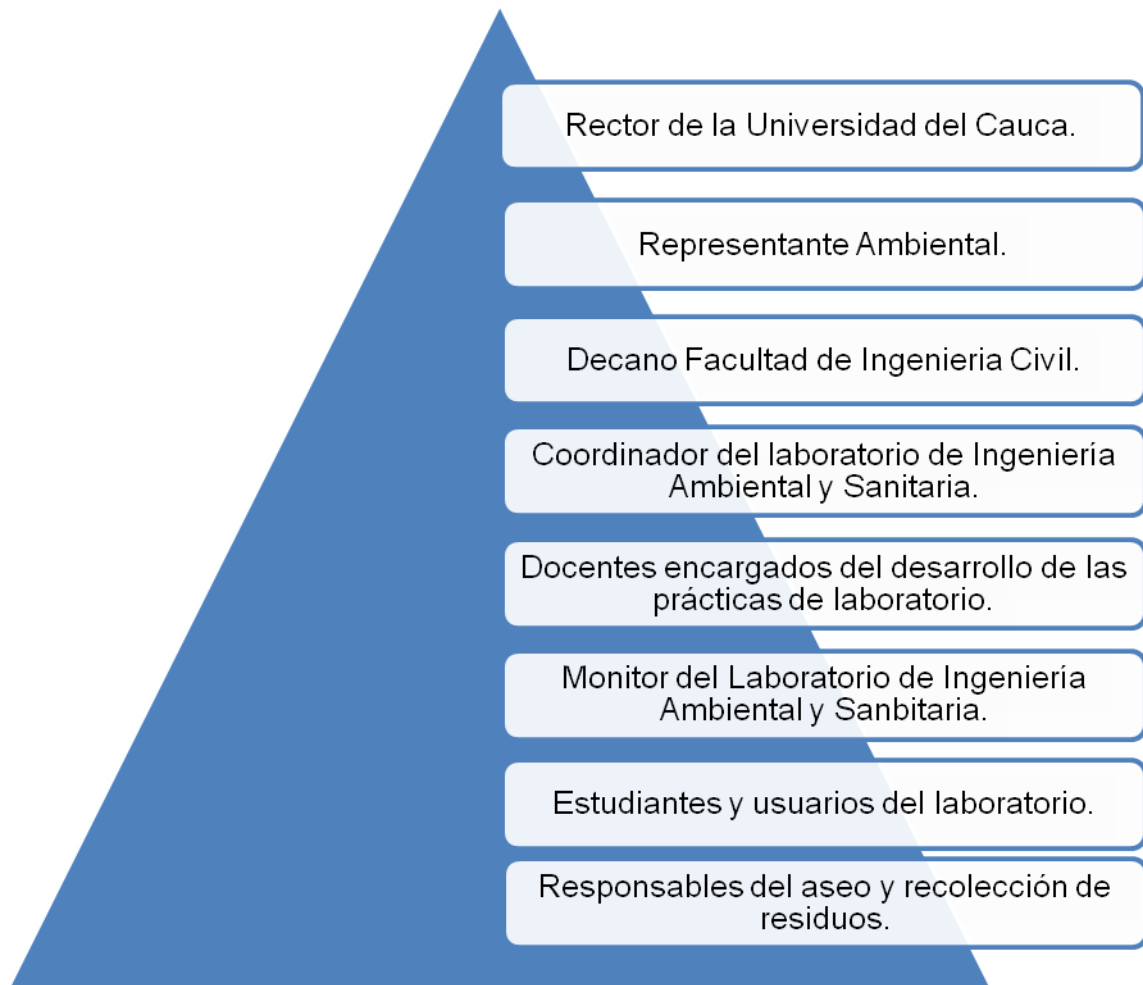 Rector de la Universidad del Cauca.
Representante Ambiental.
Decano Facultad de Ingenieria Civil.
Coordinador del laboratorio de Ingeniería
Ambiental y Sanitaria.
Docentes encargados del desarrollo de las
prácticas de laboratorio.
Monitor del Laboratorio de Ingeniería
Ambiental y Sanbitaria.
Estudiantes y usuarios del laboratorio.
Responsables del aseo y recolección de
residuos.